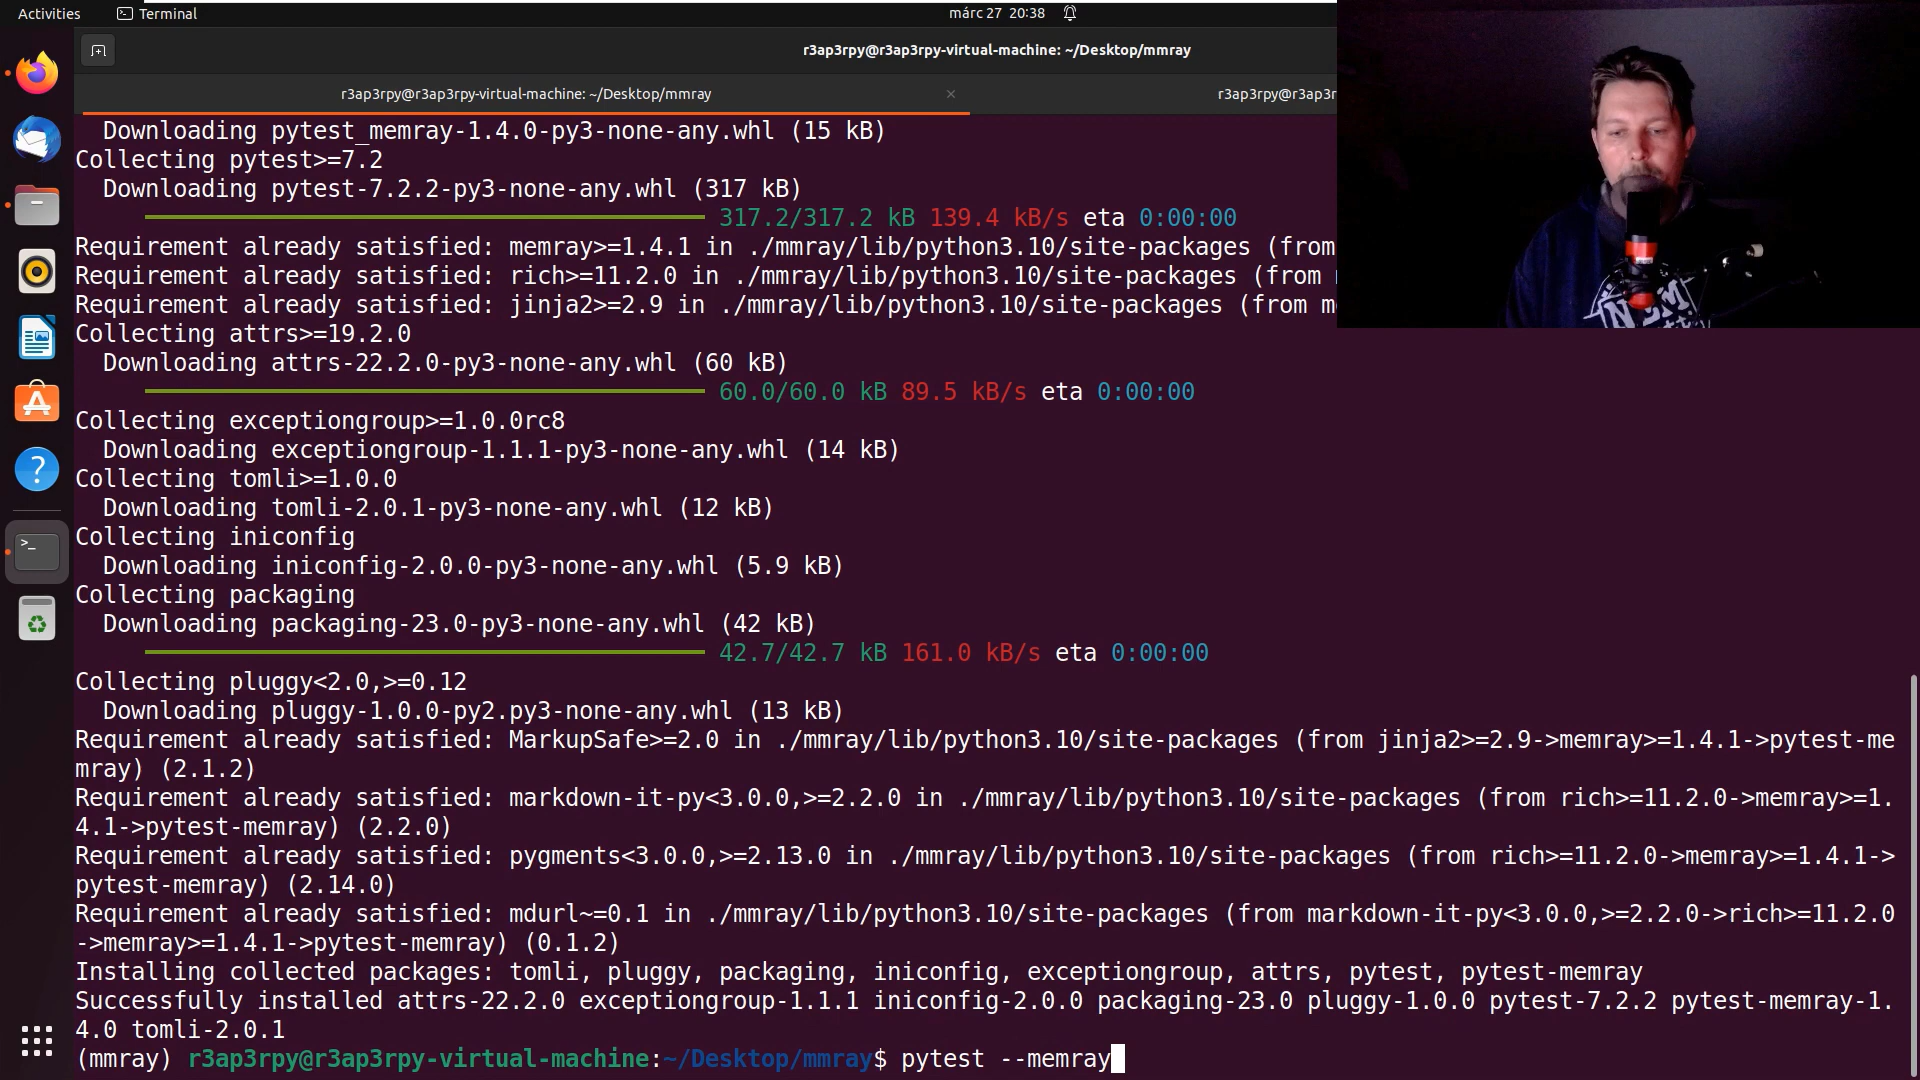 Activities Terminal márc 27 20:38
r3ap3rpy@r3ap3rpy-virtual-machine: ~/Desktop/mmray
r3ap3rpy@r3ap3rpy-virtual-machine: ~/Desktop/mmray × r3ap3rpy@r3ap3r
Downloading pytest_memray-1.4.0-py3-none-any.whl (15 kB)
Collecting pytest>=7.2
Downloading pytest-7.2.2-py3-none-any.whl (317 kB)
317.2/317.2 kB 139.4 kB/s eta 0:00:00
Requirement already satisfied: memray>=1.4.1 in ./mmray/lib/python3.10/site-packages (from
Requirement already satisfied: rich>=11.2.0 in ./mmray/lib/python3.10/site-packages (from
Requirement already satisfied: jinja2>=2.9 in ./mmray/lib/python3.10/site-packages (from m
Collecting attrs>=19.2.0
Downloading attrs-22.2.0-py3-none-any.whl (60 kB)
60.0/60.0 kB 89.5 kB/s eta 0:00:00
Collecting exceptiongroup>=1.0.0rc8
Downloading exceptiongroup-1.1.1-py3-none-any.whl (14 kB)
Collecting tomli>=1.0.0
Downloading tomli-2.0.1-py3-none-any.whl (12 kB)
Collecting iniconfig
Downloading iniconfig-2.0.0-py3-none-any.whl (5.9 kB)
Collecting packaging
Downloading packaging-23.0-py3-none-any.whl (42 kB)
42.7/42.7 kB 161.0 kB/s eta 0:00:00
Collecting pluggy<2.0,>=0.12
Downloading pluggy-1.0.0-py2.py3-none-any.whl (13 kB)
Requirement already satisfied: MarkupSafe>=2.0 in ./mmray/lib/python3.10/site-packages (from jinja2>=2.9->memray>=1.4.1->pytest-me
mray) (2.1.2)
Requirement already satisfied: markdown-it-py<3.0.0,>=2.2.0 in ./mmray/lib/python3.10/site-packages (from rich>=11.2.0->memray>=1.
4.1->pytest-memray) (2.2.0)
Requirement already satisfied: pygments<3.0.0,>=2.13.0 in ./mmray/lib/python3.10/site-packages (from rich>=11.2.0->memray>=1.4.1->
pytest-memray) (2.14.0)
Requirement already satisfied: mdurl~=0.1 in ./mmray/lib/python3.10/site-packages (from markdown-it-py<3.0.0,>=2.2.0->rich>=11.2.0
->memray>=1.4.1->pytest-memray) (0.1.2)
Installing collected packages: tomli, pluggy, packaging, iniconfig, exceptiongroup, attrs, pytest, pytest-memray
Successfully installed attrs-22.2.0 exceptiongroup-1.1.1 iniconfig-2.0.0 packaging-23.0 pluggy-1.0.0 pytest-7.2.2 pytest-memray-1.
4.0 tomli-2.0.1
(mmray) r3ap3rpy@r3ap3rpy-virtual-machine:~/Desktop/mmray$ pytest --memray